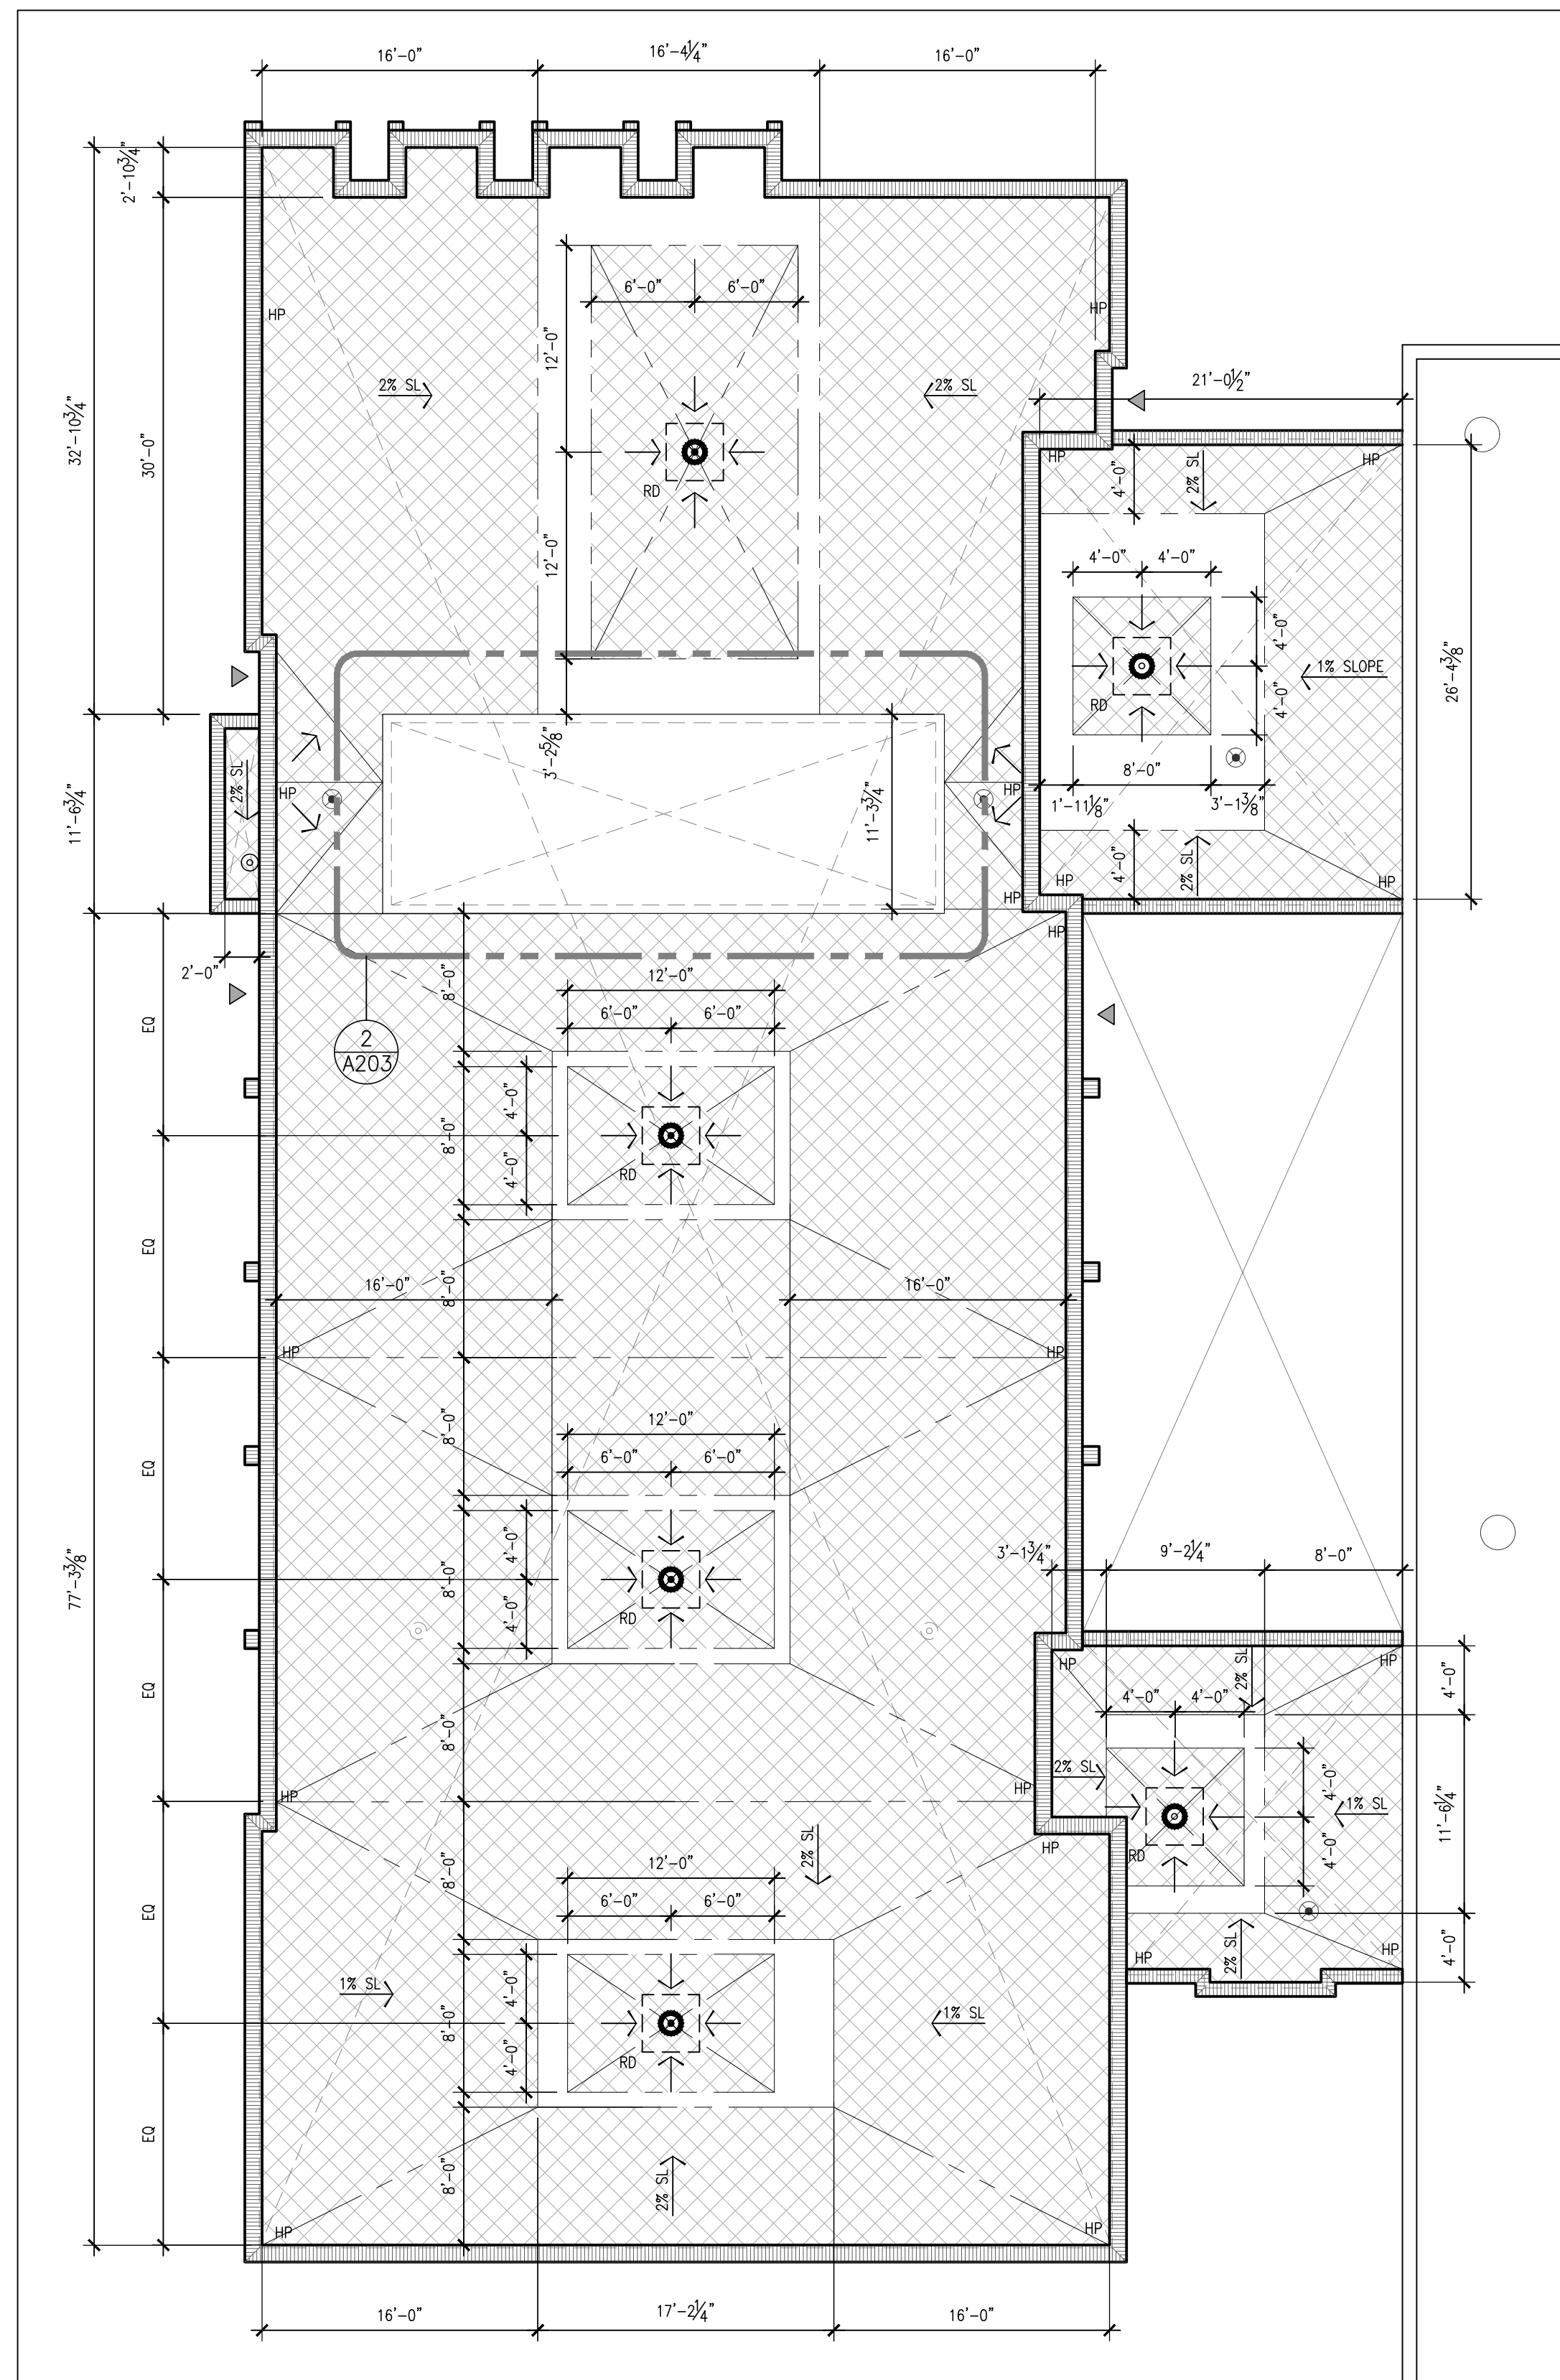 16'-0" 16'-4¼" 16'-0"
2'-10¾"
HP HP
6'-0" 6'-0"
12'-0"
2% SL 2% SL
21'-0½"
32'-10¾"
30'-0"
RD
12'-0"
HP HP
4'-0"
2% SL
4'-0" 4'-0"
4'-0"
1% SLOPE
26'-4⅜"
4'-0"
RD
3'-2⅝"
2% SL
HP HP
8'-0"
1'-11⅛" 3'-1⅜"
11'-6¾"
11'-3¾"
4'-0"
2% SL
HP HP
HP
HP
2'-0"
8'-0"
12'-0"
6'-0" 6'-0"
EQ
2
A203
4'-0"
8'-0"
4'-0"
RD
EQ
16'-0" 16'-0"
8'-0"
HP HP
8'-0"
12'-0"
6'-0" 6'-0"
EQ
77'-3⅜"
4'-0"
8'-0"
4'-0"
RD
3'-1¾" 9'-2¼" 8'-0"
HP HP
2% SL
4'-0"
4'-0" 4'-0"
EQ
8'-0"
HP HP
2% SL
4'-0"
1% SL
11'-6¼"
4'-0"
RD
HP
2% SL
8'-0"
12'-0"
6'-0" 6'-0"
EQ
HP HP
2% SL
4'-0"
1% SL
4'-0"
8'-0"
4'-0"
1% SL
RD
EQ
8'-0"
2% SL
HP HP
16'-0" 17'-2¼" 16'-0"